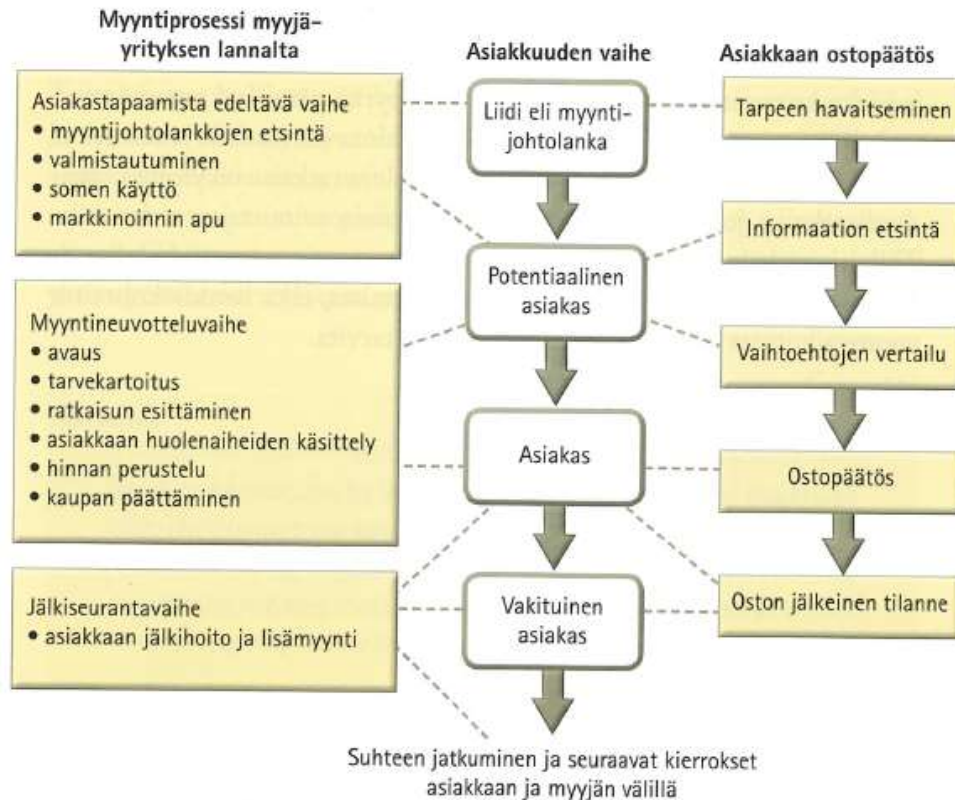 Myyntiprosessi myyjä-
yrityksen lannalta
Asiakastapaamista edeltävä vaihe
• myyntijohtolankkojen etsintä
• valmistautuminen
• somen käyttö
• markkinoinnin apu
Myyntineuvotteluvaihe
• avaus
• tarvekartoitus
• ratkaisun esittäminen
• asiakkaan huolenaiheiden käsittely
• hinnan perustelu
• kaupan päättäminen
Jälkiseurantavaihe
• asiakkaan jälkihoito ja lisämyynti
Asiakkuuden vaihe
Liidi eli myynti-
johtolanka
Potentiaalinen
asiakas
Asiakas
Vakituinen
asiakas
Suhteen jatkuminen ja seuraavat kierrokset
asiakkaan ja myyjän välillä
Asiakkaan ostopäätös
Tarpeen havaitseminen
Informaation etsintä
Vaihtoehtojen vertailu
Ostopäätös
Oston jälkeinen tilanne